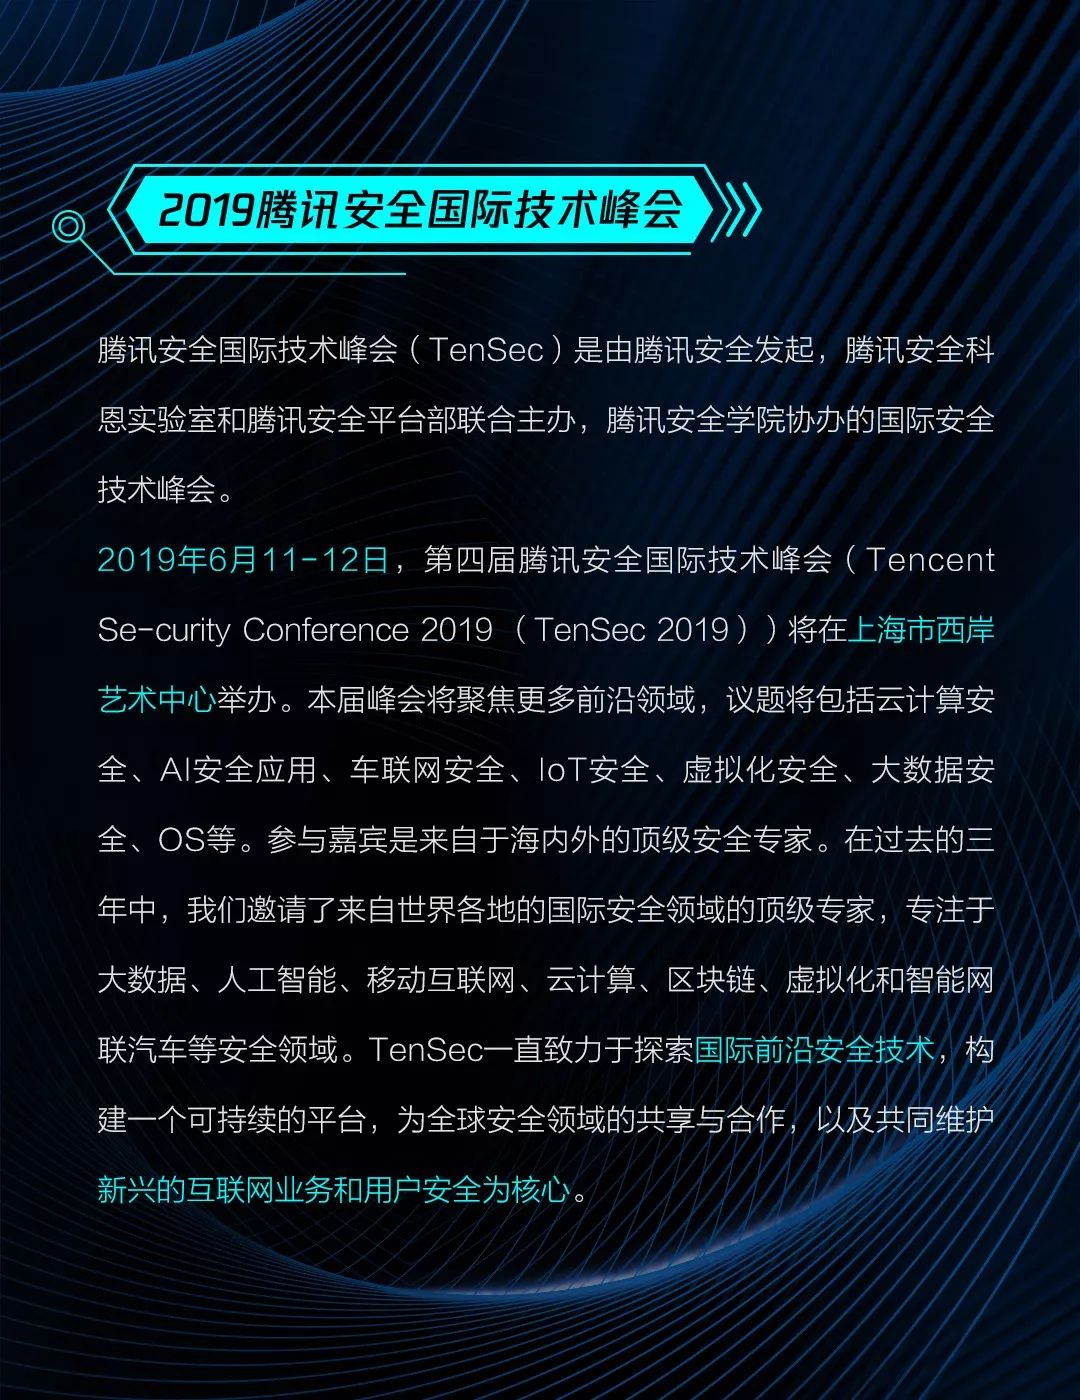 2019腾讯安全国际技术峰会
腾讯安全国际技术峰会（TenSec）是由腾讯安全发起，腾讯安全科
恩实验室和腾讯安全平台部联合主办，腾讯安全学院协办的国际安全
技术峰会。
2019年6月11-12日，第四届腾讯安全国际技术峰会（Tencent
Se-curity Conference 2019 （TenSec 2019））将在上海市西岸
艺术中心举办。本届峰会将聚焦更多前沿领域，议题将包括云计算安
全、AI安全应用、车联网安全、IoT安全、虚拟化安全、大数据安
全、OS等。参与嘉宾是来自于海内外的顶级安全专家。在过去的三
年中，我们邀请了来自世界各地的国际安全领域的顶级专家，专注于
大数据、人工智能、移动互联网、云计算、区块链、虚拟化和智能网
联汽车等安全领域。TenSec一直致力于探索国际前沿安全技术，构
建一个可持续的平台，为全球安全领域的共享与合作，以及共同维护
新兴的互联网业务和用户安全为核心。